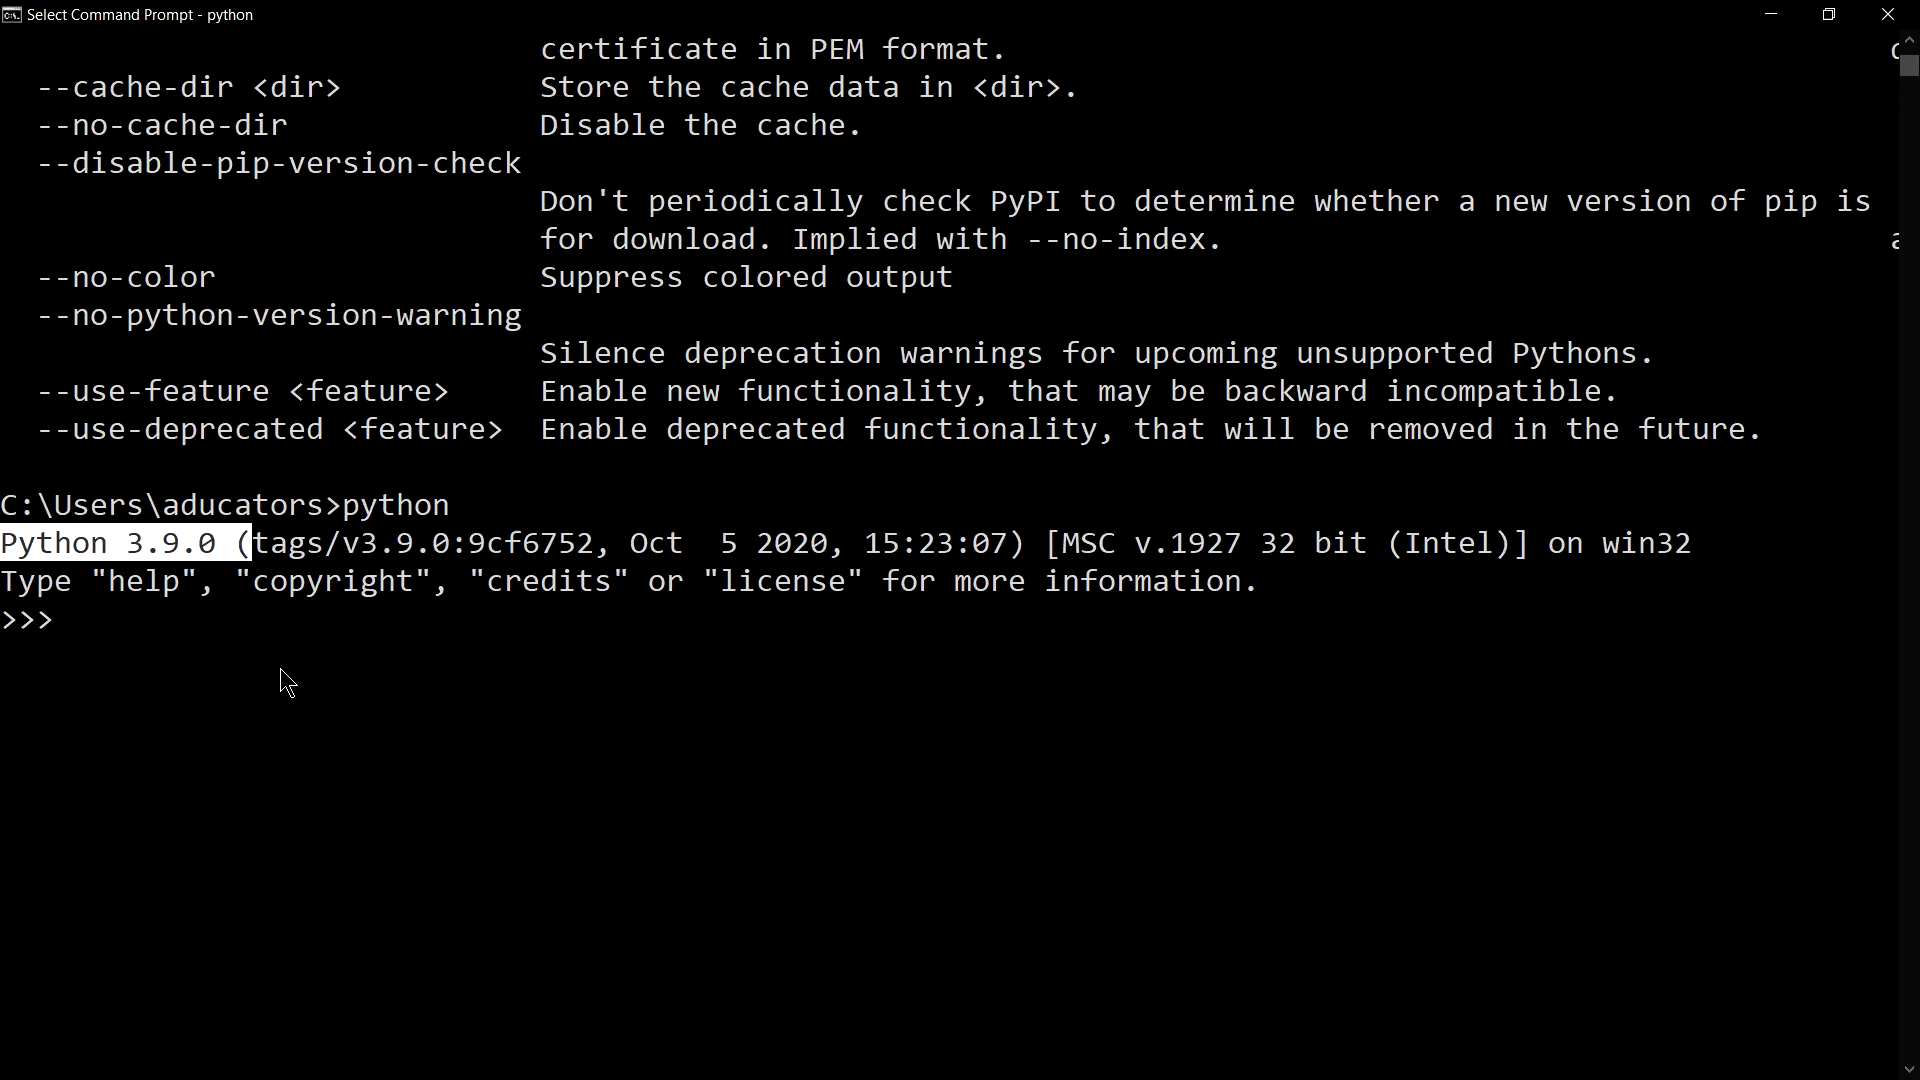 Select Command Prompt - python
certificate in PEM format.
--cache-dir <dir> Store the cache data in <dir>.
--no-cache-dir Disable the cache.
--disable-pip-version-check
Don't periodically check PyPI to determine whether a new version of pip is
for download. Implied with --no-index.
--no-color Suppress colored output
--no-python-version-warning
Silence deprecation warnings for upcoming unsupported Pythons.
--use-feature <feature> Enable new functionality, that may be backward incompatible.
--use-deprecated <feature> Enable deprecated functionality, that will be removed in the future.
C:\Users\aducators>python
Python 3.9.0 (tags/v3.9.0:9cf6752, Oct  5 2020, 15:23:07) [MSC v.1927 32 bit (Intel)] on win32
Type "help", "copyright", "credits" or "license" for more information.
>>>